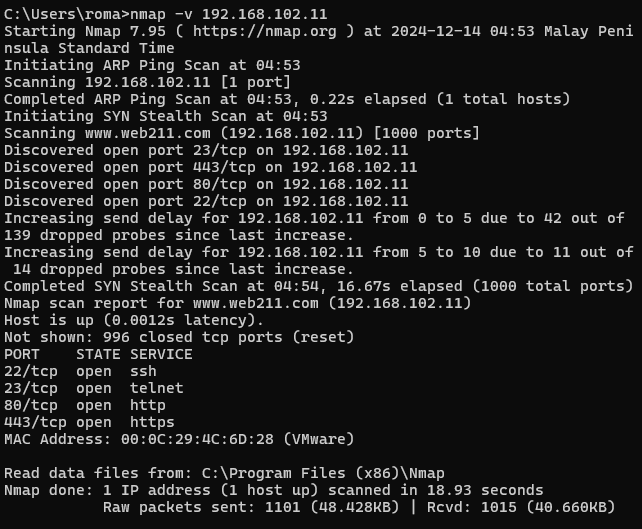 C:\Users\roma>nmap -v 192.168.102.11
Starting Nmap 7.95 ( https://nmap.org ) at 2024-12-14 04:53 Malay Peni
nsula Standard Time
Initiating ARP Ping Scan at 04:53
Scanning 192.168.102.11 [1 port]
Completed ARP Ping Scan at 04:53, 0.22s elapsed (1 total hosts)
Initiating SYN Stealth Scan at 04:53
Scanning www.web211.com (192.168.102.11) [1000 ports]
Discovered open port 23/tcp on 192.168.102.11
Discovered open port 443/tcp on 192.168.102.11
Discovered open port 80/tcp on 192.168.102.11
Discovered open port 22/tcp on 192.168.102.11
Increasing send delay for 192.168.102.11 from 0 to 5 due to 42 out of
139 dropped probes since last increase.
Increasing send delay for 192.168.102.11 from 5 to 10 due to 11 out of
 14 dropped probes since last increase.
Completed SYN Stealth Scan at 04:54, 16.67s elapsed (1000 total ports)
Nmap scan report for www.web211.com (192.168.102.11)
Host is up (0.0012s latency).
Not shown: 996 closed tcp ports (reset)
PORT    STATE SERVICE
22/tcp  open  ssh
23/tcp  open  telnet
80/tcp  open  http
443/tcp open  https
MAC Address: 00:0C:29:4C:6D:28 (VMware)
Read data files from: C:\Program Files (x86)\Nmap
Nmap done: 1 IP address (1 host up) scanned in 18.93 seconds
           Raw packets sent: 1101 (48.428KB) | Rcvd: 1015 (40.660KB)